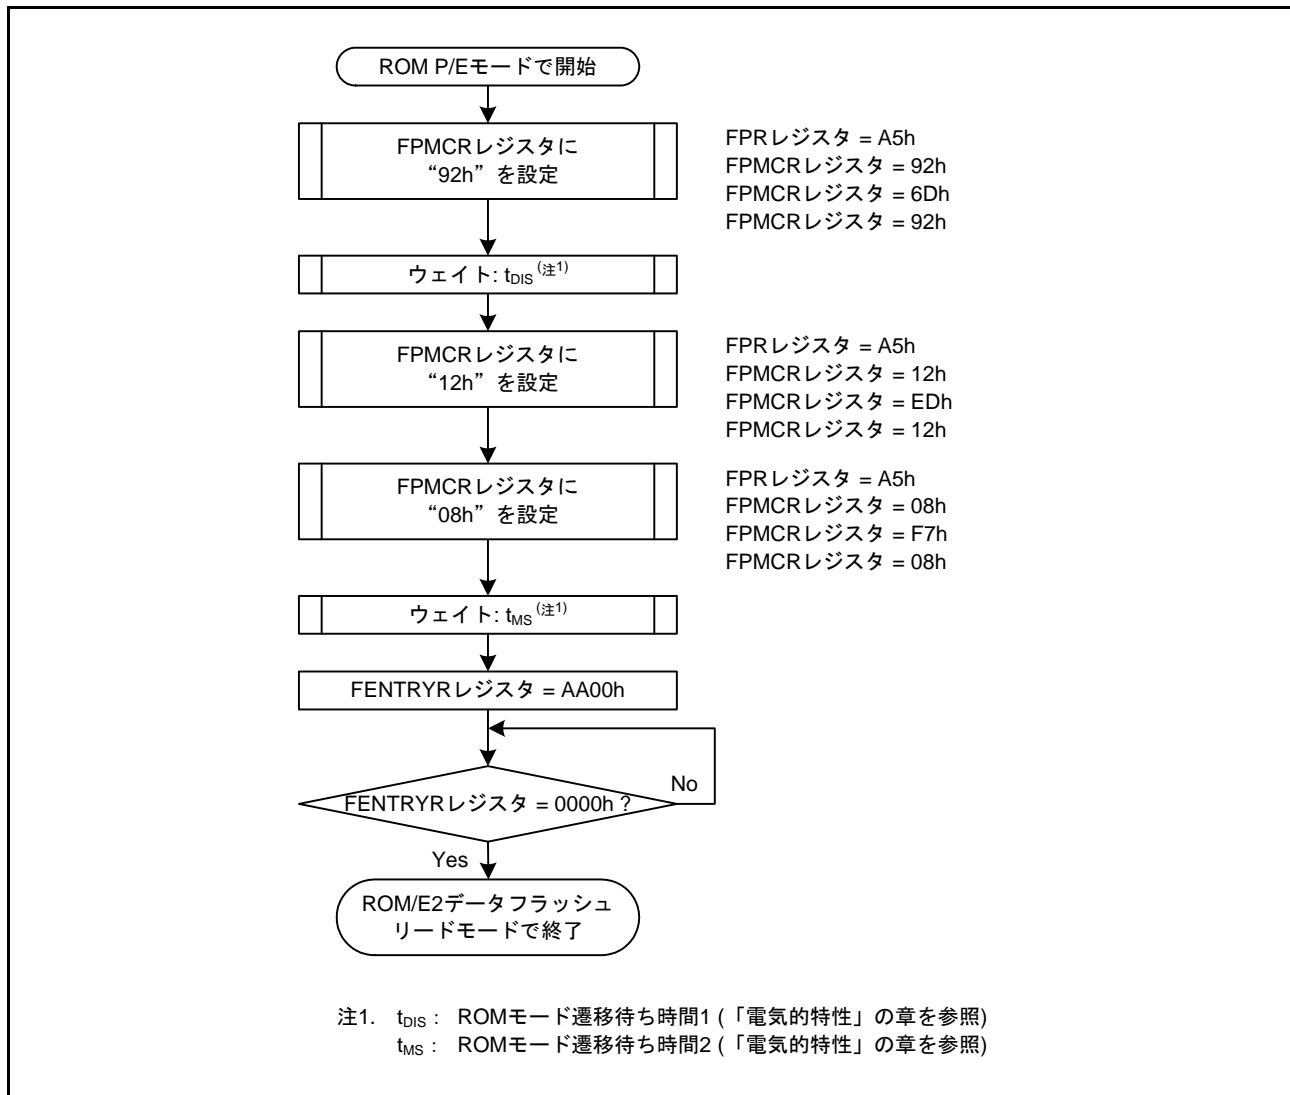 ROM P/Eモードで開始
FPMCRレジスタに
“92h” を設定
FPRレジスタ = A5h
FPMCRレジスタ = 92h
FPMCRレジスタ = 6Dh
FPMCRレジスタ = 92h
ウェイト: tDIS (注1)
FPMCRレジスタに
“12h” を設定
FPRレジスタ = A5h
FPMCRレジスタ = 12h
FPMCRレジスタ = EDh
FPMCRレジスタ = 12h
FPMCRレジスタに
“08h” を設定
FPRレジスタ = A5h
FPMCRレジスタ = 08h
FPMCRレジスタ = F7h
FPMCRレジスタ = 08h
ウェイト: tMS (注1)
FENTRYRレジスタ = AA00h
FENTRYRレジスタ = 0000h ?
No
Yes
ROM/E2データフラッシュ
リードモードで終了
注1. tDIS : ROMモード遷移待ち時間1 (「電気的特性」の章を参照)
tMS : ROMモード遷移待ち時間2 (「電気的特性」の章を参照)